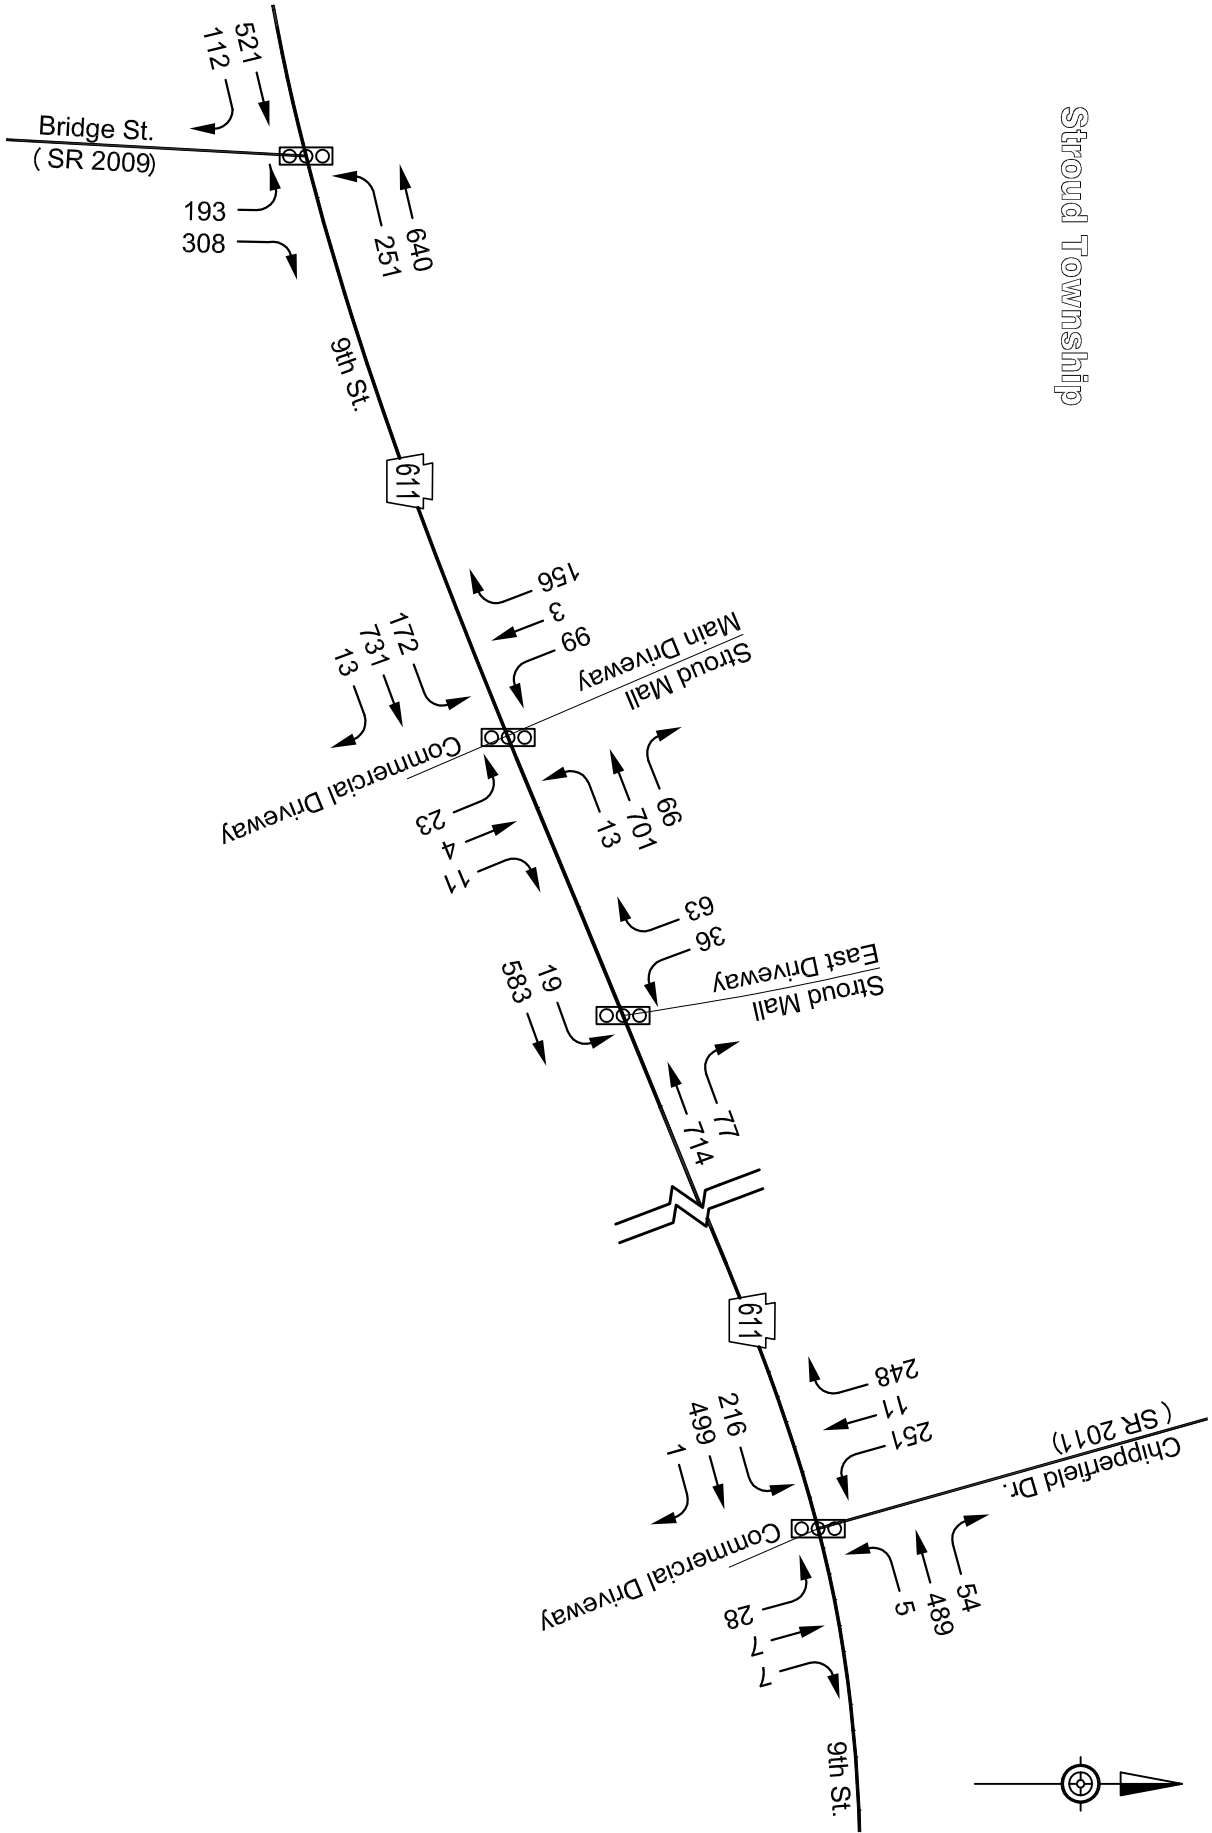 Stroud Township
521
112
Bridge St.
( SR 2009)
193
308
640
251
9th St.
611
156
3
99
Stroud Mall
Main Driveway
172
731
13
Commercial Driveway
23
4
11
66
701
13
63
36
Stroud Mall
East Driveway
19
583
77
714
611
248
11
251
Chipperfield Dr.
( SR 2011)
216
499
1
Commercial Driveway
28
7
7
54
489
5
9th St.